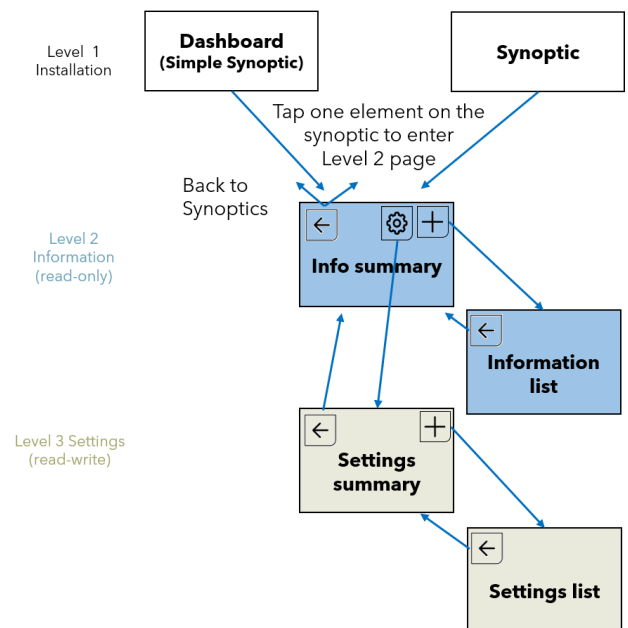 Level 1
Installation
Dashboard
(Simple Synoptic)
Synoptic
Tap one element on the
synoptic to enter
Level 2 page
Back to
Synoptics
Level 2
Information
(read-only)
Info summary
Information
list
Level 3 Settings
(read-write)
Settings
summary
Settings list